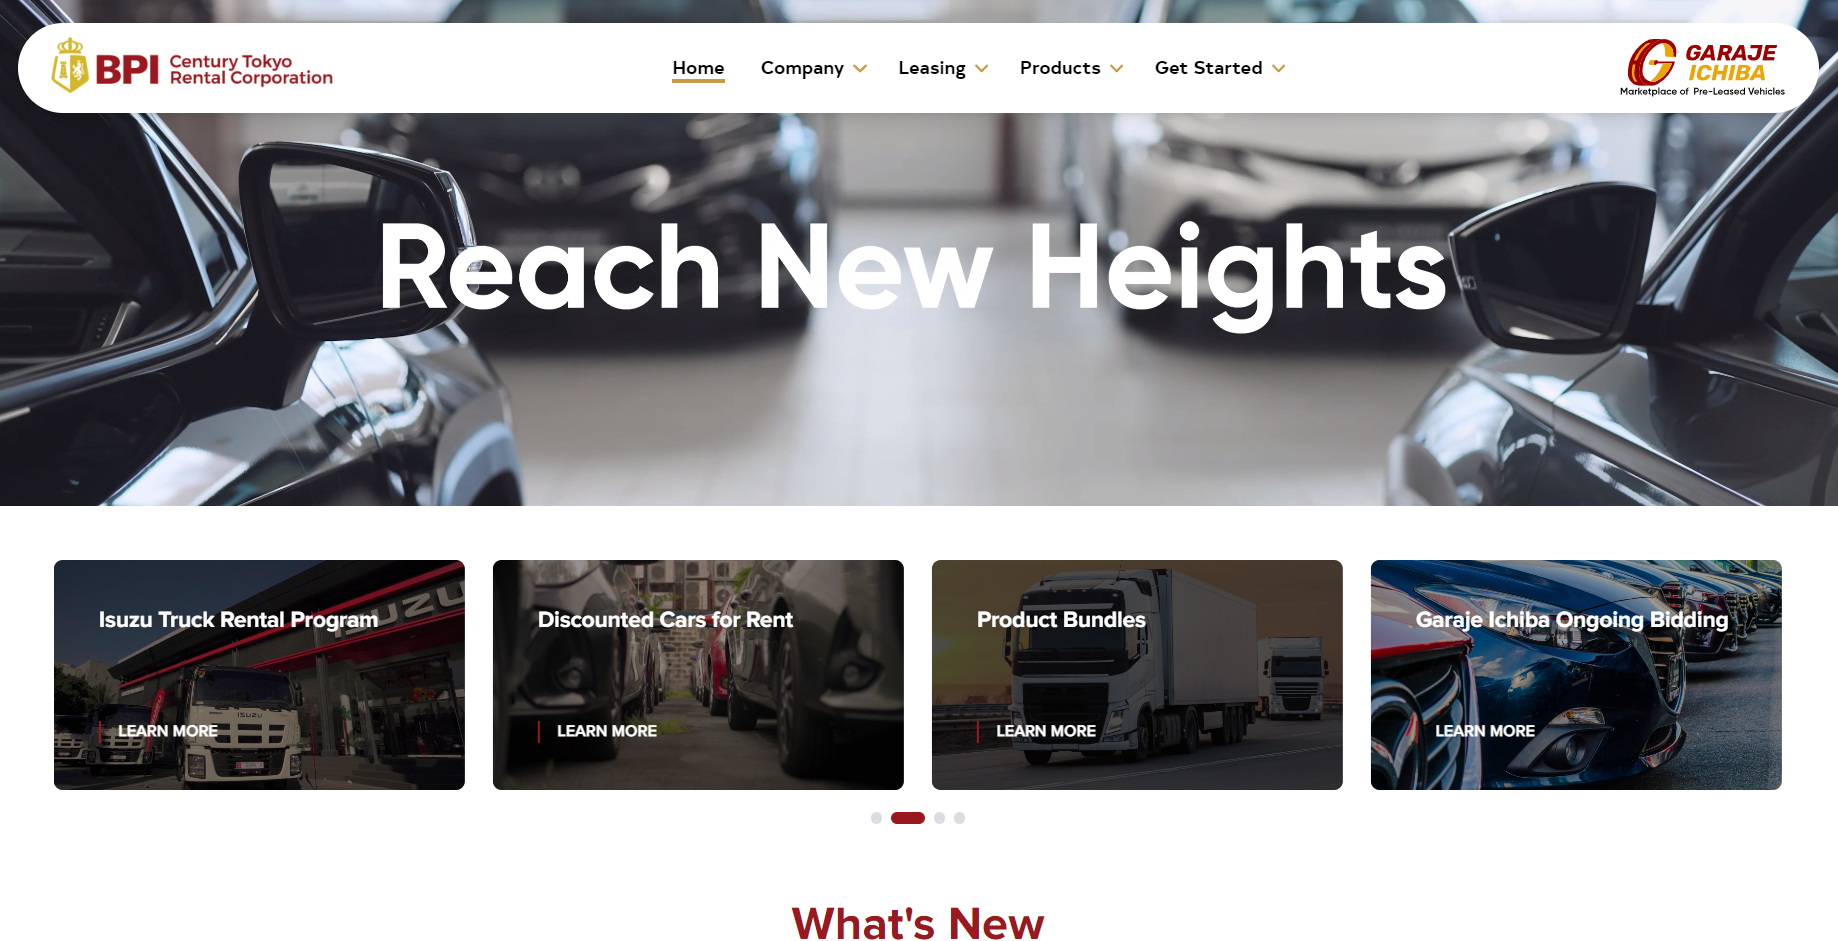 BPI Century Tokyo
Rental Corporation
Home
Company
Leasing
Products
Get Started
GARAJE
ICHIBA
Marketplace of Pre-Leased Vehicles
Reach New Heights
Isuzu Truck Rental Program
LEARN MORE
ISUZU
ISUZU
Discounted Cars for Rent
LEARN MORE
Product Bundles
LEARN MORE
Garaje Ichiba Ongoing Bidding
LEARN MORE
What's New